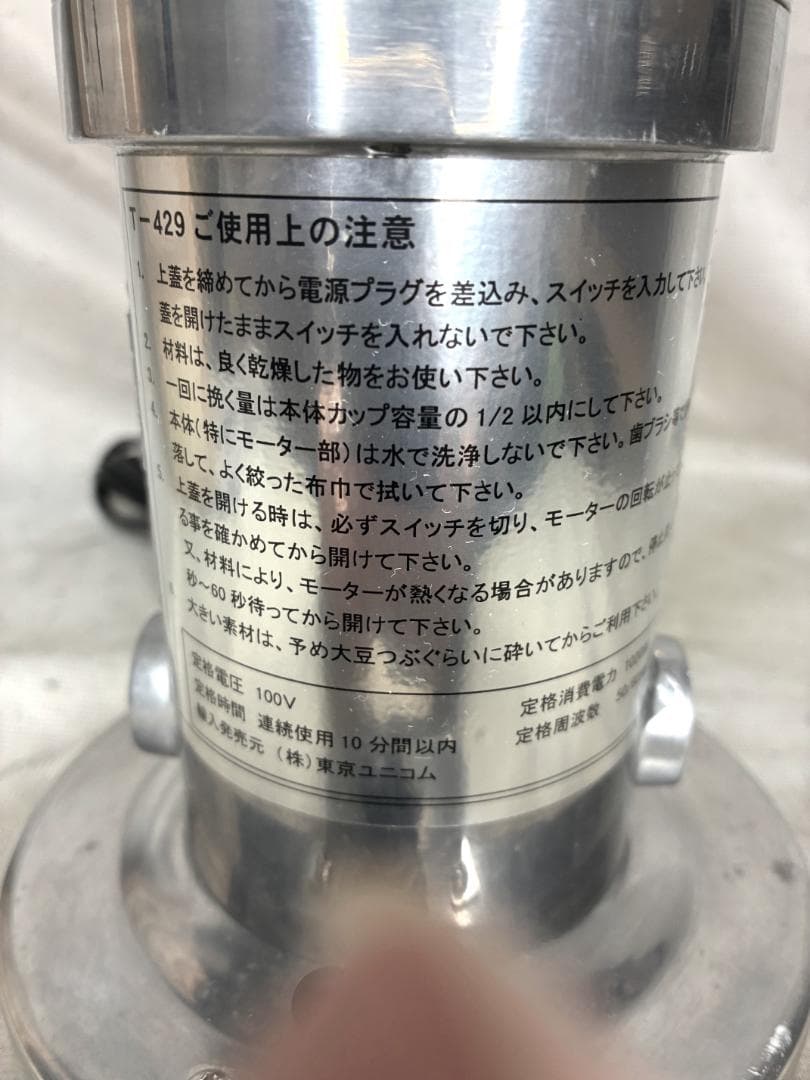 T-429 ご使用上の注意
1. 上蓋を締めてから電源プラグを差込み、スイッチを入力して下さい
蓋を開けたままスイッチを入れないで下さい。
2. 材料は、良く乾燥した物をお使い下さい。
3. 一回に挽く量は本体カップ容量の1/2以内にして下さい。
4. 本体(特にモーター部)は水で洗浄しないで下さい。歯ブラシ等で
落して、よく絞った布巾で拭いて下さい。
5. 上蓋を開ける時は、必ずスイッチを切り、モーターの回転が止
る事を確かめてから開けて下さい。
又、材料により、モーターが熱くなる場合がありますので、
秒～60秒待ってから開けて下さい。
大きい素材は、予め大豆つぶぐらいに砕いてからご利用下さい。
定格電圧 100V 定格消費電力
定格時間 連続使用10分間以内 定格周波数
輸入発売元 (株)東京ユニコム